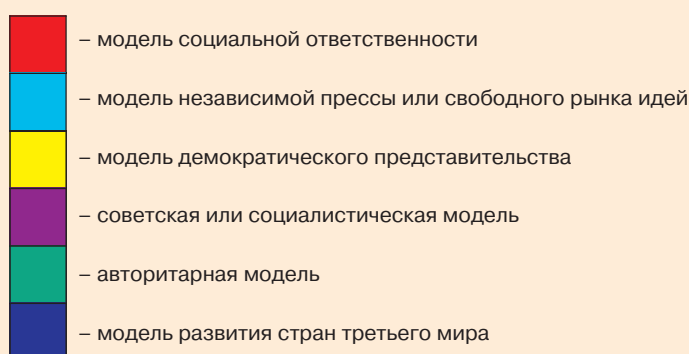 – модель социальной ответственности
– модель независимой прессы или свободного рынка идей
– модель демократического представительства
– советская или социалистическая модель
– авторитарная модель
– модель развития стран третьего мира